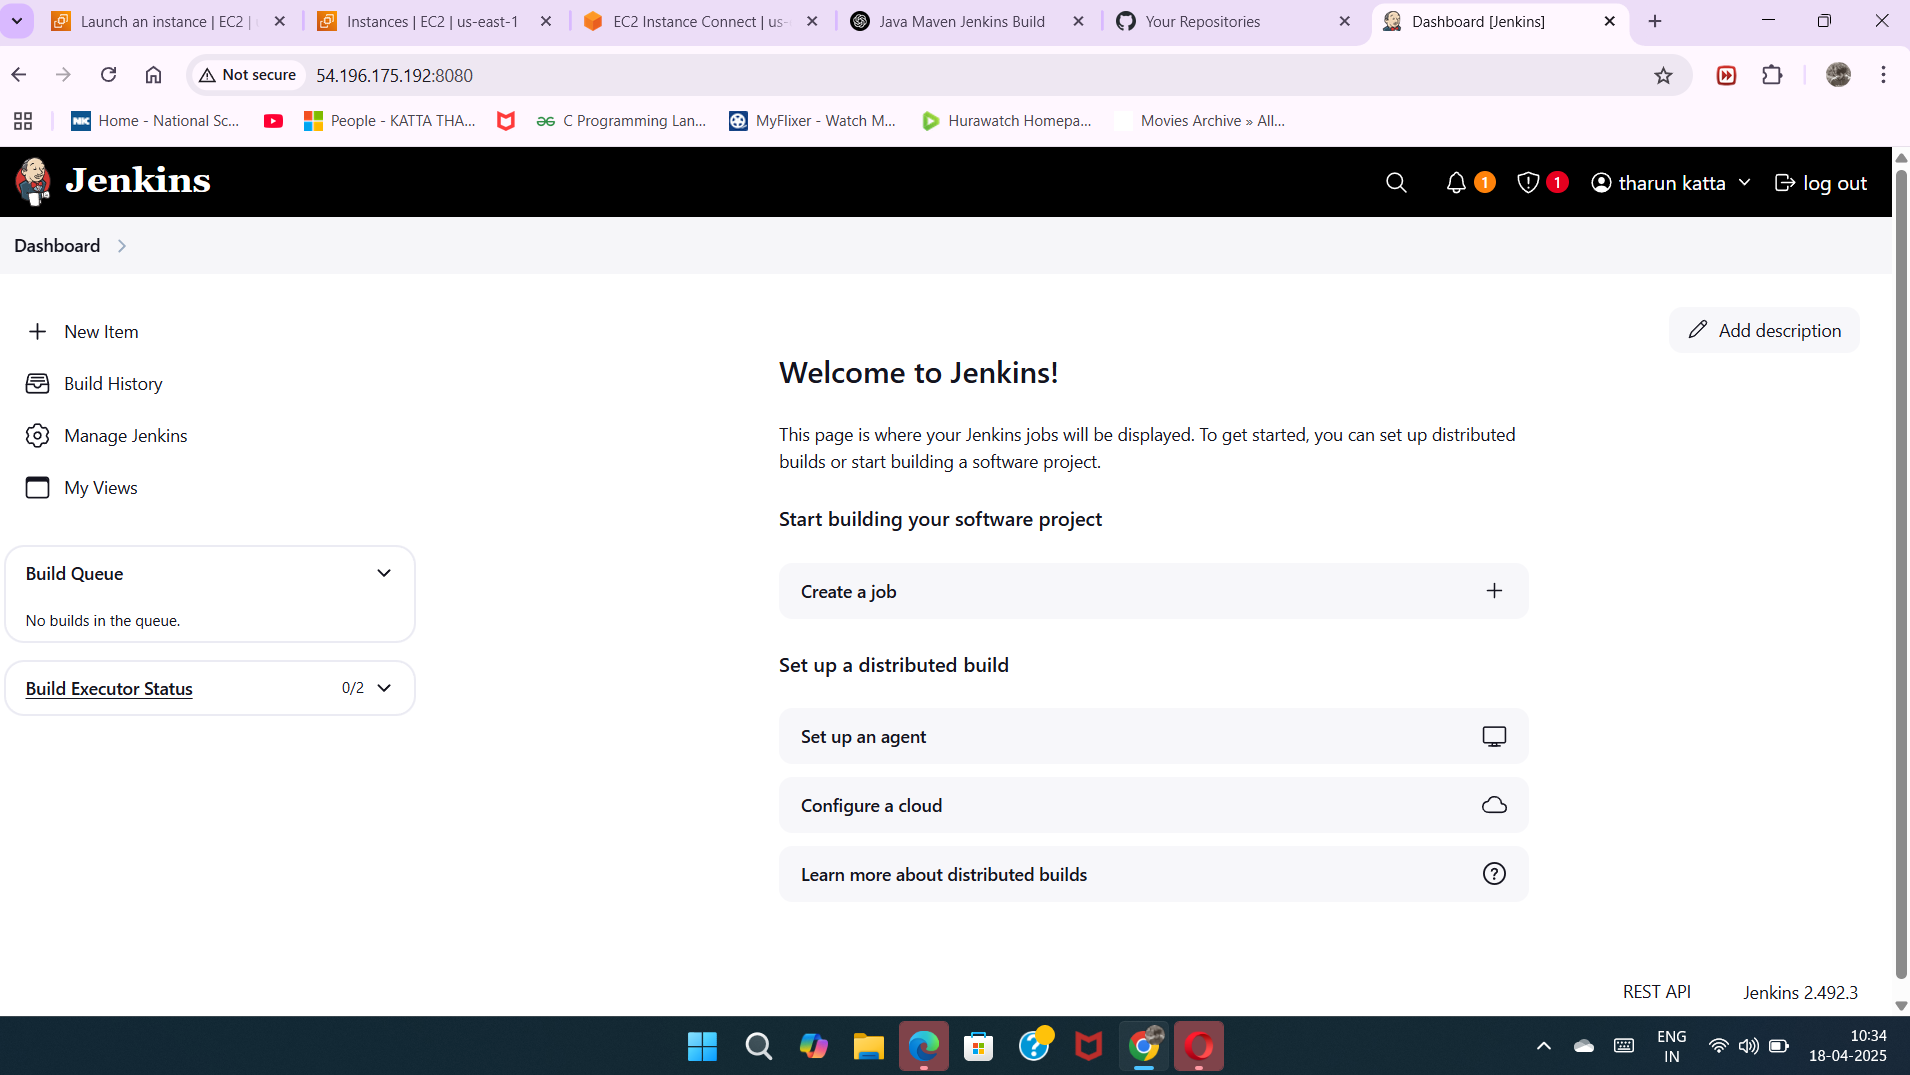 Launch an instance | EC2 |
Instances | EC2 | us-east-1
EC2 Instance Connect | us-
Java Maven Jenkins Build
Your Repositories
Dashboard [Jenkins]
Not secure
54.196.175.192:8080
Home - National Sc...
People - KATTA THA...
C Programming Lan...
MyFlixer - Watch M...
Hurawatch Homepa...
Movies Archive » All...
Jenkins
1
1
tharun katta
log out
Dashboard
New Item
Build History
Manage Jenkins
My Views
Build Queue
No builds in the queue.
Build Executor Status
0/2
Add description
Welcome to Jenkins!
This page is where your Jenkins jobs will be displayed. To get started, you can set up distributed
builds or start building a software project.
Start building your software project
Create a job
Set up a distributed build
Set up an agent
Configure a cloud
Learn more about distributed builds
REST API
Jenkins 2.492.3
ENG
IN
10:34
18-04-2025